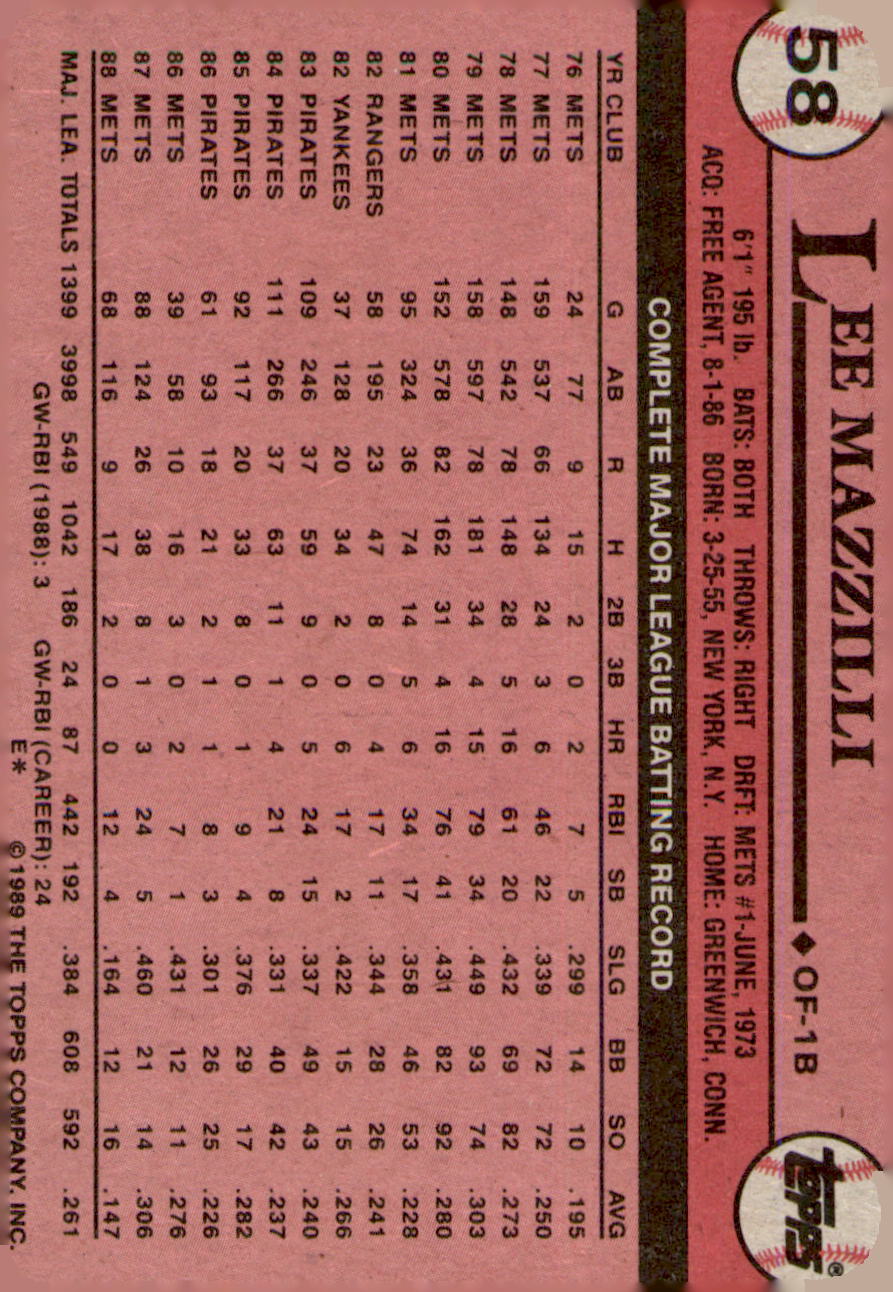 58
LEE MAZZILLI ◆ OF-1B
topps®
6'1" 195 lb. BATS: BOTH THROWS: RIGHT DRFT: METS #1-JUNE, 1973
ACQ: FREE AGENT, 8-1-86 BORN: 3-25-55, NEW YORK, N.Y. HOME: GREENWICH, CONN.
COMPLETE MAJOR LEAGUE BATTING RECORD
YR CLUB G AB R H 2B 3B HR RBI SB SLG BB SO AVG
76 METS 24 77 9 15 2 0 2 7 5 .299 14 10 .195
77 METS 159 537 66 134 24 3 6 46 22 .339 72 72 .250
78 METS 148 542 78 148 28 5 16 61 20 .432 69 82 .273
79 METS 158 597 78 181 34 4 15 79 34 .449 93 74 .303
80 METS 152 578 82 162 31 4 16 76 41 .431 82 92 .280
81 METS 95 324 36 74 14 5 6 34 17 .358 46 53 .228
82 RANGERS 58 195 23 47 8 0 4 17 11 .344 28 26 .241
82 YANKEES 37 128 20 34 2 0 6 17 2 .422 15 15 .266
83 PIRATES 109 246 37 59 9 0 5 24 15 .337 49 43 .240
84 PIRATES 111 266 37 63 11 1 4 21 8 .331 40 42 .237
85 PIRATES 92 117 20 33 8 0 1 9 4 .376 29 17 .282
86 PIRATES 61 93 18 21 2 1 1 8 3 .301 26 25 .226
86 METS 39 58 10 16 3 0 2 7 1 .431 12 11 .276
87 METS 88 124 26 38 8 1 3 24 5 .460 21 14 .306
88 METS 68 116 9 17 2 0 0 12 4 .164 12 16 .147
MAJ. LEA. TOTALS 1399 3998 549 1042 186 24 87 442 192 .384 608 592 .261
GW-RBI (1988): 3 GW-RBI (CAREER): 24
E* © 1989 THE TOPPS COMPANY. INC.